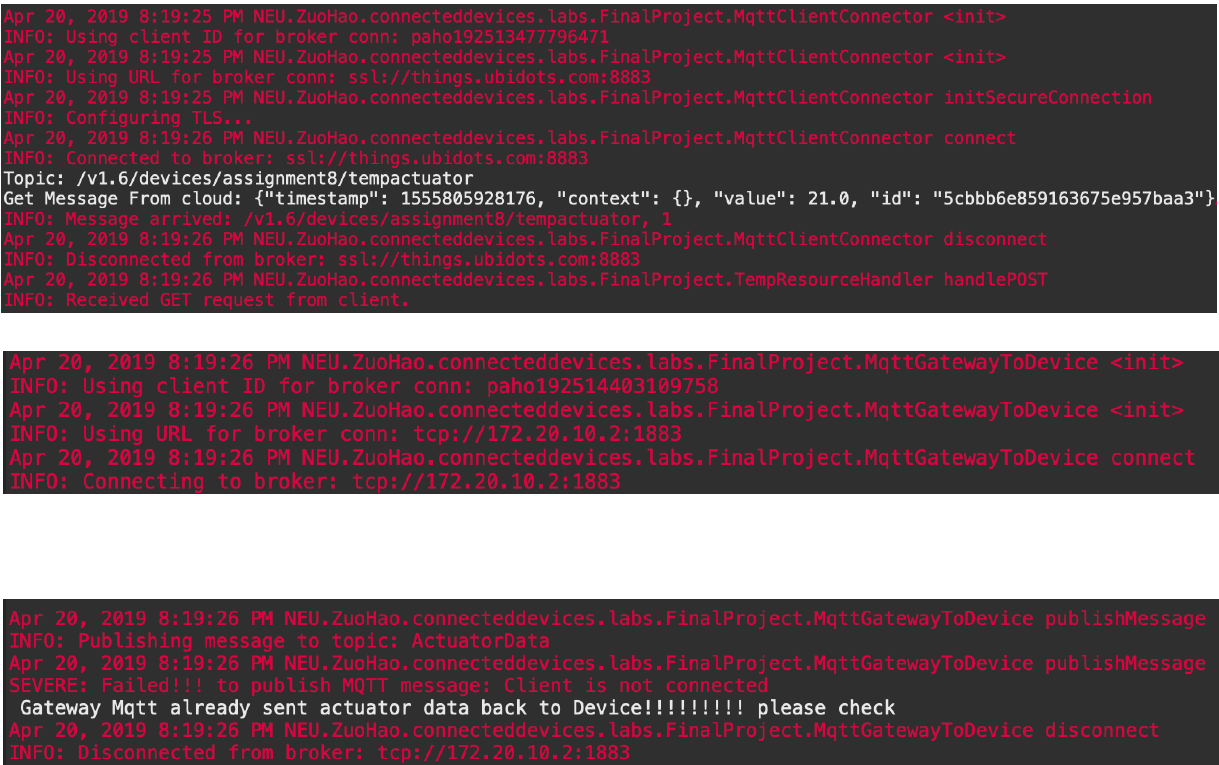 Apr 20, 2019 8:19:25 PM NEU.ZuoHao.connecteddevices.labs.FinalProject.MqttClientConnector <init>
INFO: Using client ID for broker conn: paho192513477796471
Apr 20, 2019 8:19:25 PM NEU.ZuoHao.connecteddevices.labs.FinalProject.MqttClientConnector <init>
INFO: Using URL for broker conn: ssl://things.ubidots.com:8883
Apr 20, 2019 8:19:25 PM NEU.ZuoHao.connecteddevices.labs.FinalProject.MqttClientConnector initSecureConnection
INFO: Configuring TLS...
Apr 20, 2019 8:19:26 PM NEU.ZuoHao.connecteddevices.labs.FinalProject.MqttClientConnector connect
INFO: Connected to broker: ssl://things.ubidots.com:8883
Topic: /v1.6/devices/assignment8/tempactuator
Get Message From cloud: {"timestamp": 1555805928176, "context": {}, "value": 21.0, "id": "5cbbb6e859163675e957baa3"}
INFO: Message arrived: /v1.6/devices/assignment8/tempactuator, 1
Apr 20, 2019 8:19:26 PM NEU.ZuoHao.connecteddevices.labs.FinalProject.MqttClientConnector disconnect
INFO: Disconnected from broker: ssl://things.ubidots.com:8883
Apr 20, 2019 8:19:26 PM NEU.ZuoHao.connecteddevices.labs.FinalProject.TempResourceHandler handlePOST
INFO: Received GET request from client.
Apr 20, 2019 8:19:26 PM NEU.ZuoHao.connecteddevices.labs.FinalProject.MqttGatewayToDevice <init>
INFO: Using client ID for broker conn: paho192514403109758
Apr 20, 2019 8:19:26 PM NEU.ZuoHao.connecteddevices.labs.FinalProject.MqttGatewayToDevice <init>
INFO: Using URL for broker conn: tcp://172.20.10.2:1883
Apr 20, 2019 8:19:26 PM NEU.ZuoHao.connecteddevices.labs.FinalProject.MqttGatewayToDevice connect
INFO: Connecting to broker: tcp://172.20.10.2:1883
Apr 20, 2019 8:19:26 PM NEU.ZuoHao.connecteddevices.labs.FinalProject.MqttGatewayToDevice publishMessage
INFO: Publishing message to topic: ActuatorData
Apr 20, 2019 8:19:26 PM NEU.ZuoHao.connecteddevices.labs.FinalProject.MqttGatewayToDevice publishMessage
SEVERE: Failed!!! to publish MQTT message: Client is not connected
Gateway Mqtt already sent actuator data back to Device!!!!!!!!! please check
Apr 20, 2019 8:19:26 PM NEU.ZuoHao.connecteddevices.labs.FinalProject.MqttGatewayToDevice disconnect
INFO: Disconnected from broker: tcp://172.20.10.2:1883